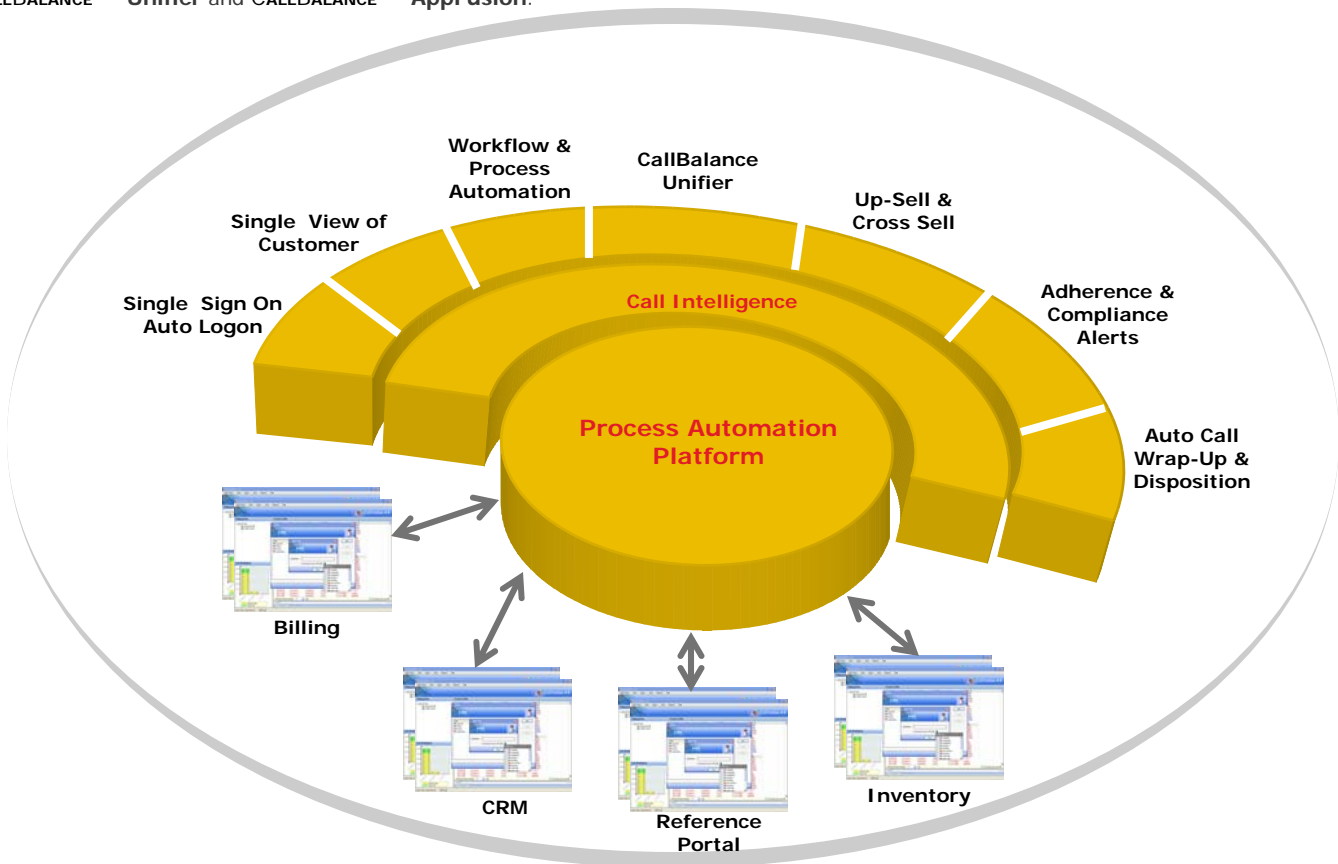 Unifier and CALLBALANCE AppFusion.
Workflow &
Process
Automation
CallBalance
Unifier
Up-Sell &
Cross Sell
Single View of
Customer
Single Sign On
Auto Logon
Call Intelligence
Adherence &
Compliance
Alerts
Process Automation
Platform
Auto Call
Wrap-Up &
Disposition
Billing
CRM
Reference
Portal
Inventory